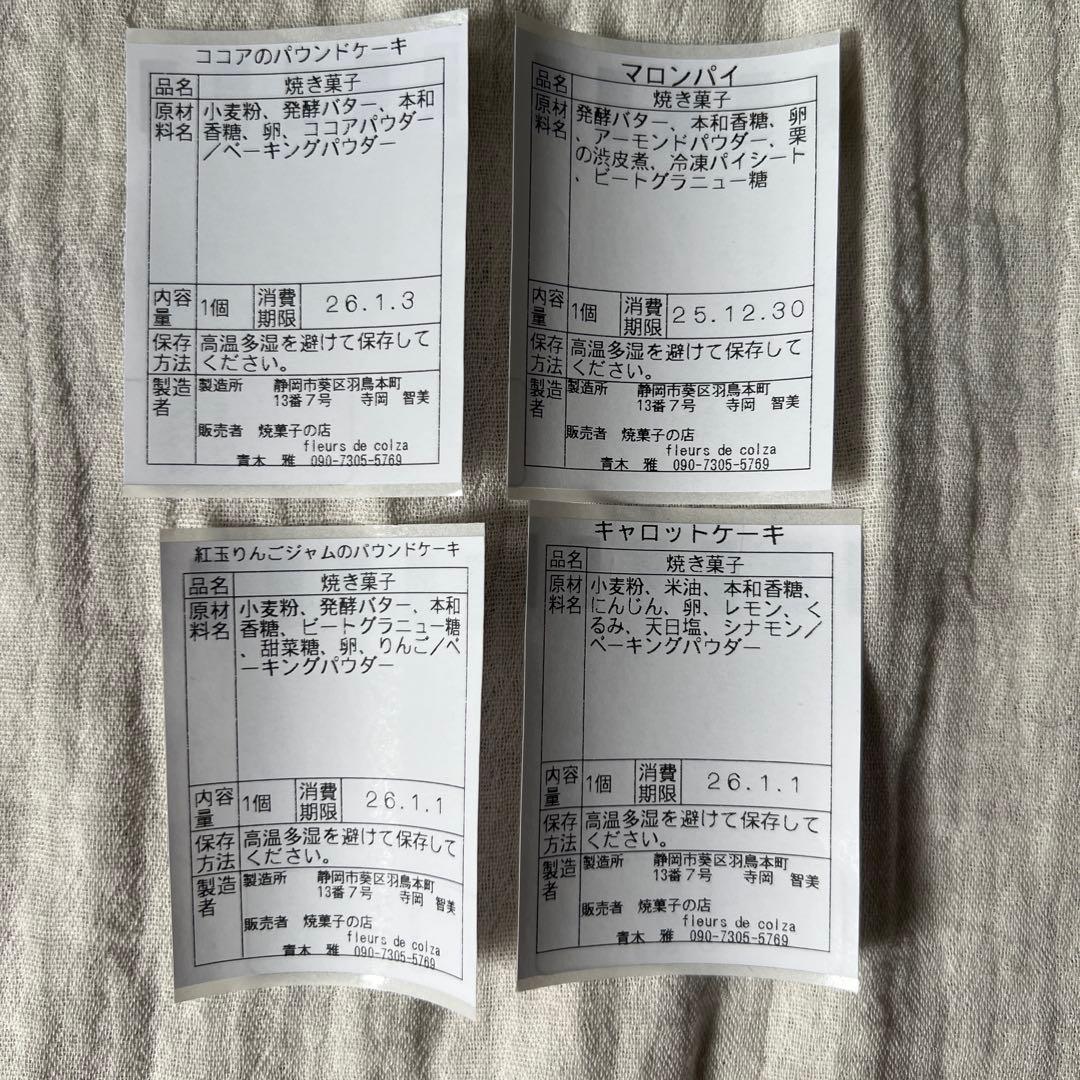 ココアのパウンドケーキ
品名 焼き菓子
原材料名 小麦粉、発酵バター、本和
香糖、卵、ココアパウダー
／ベーキングパウダー
内容量 1個 消費期限 26.1.3
保存方法 高温多湿を避けて保存して
ください。
製造者 製造所 静岡市葵区羽鳥本町
13番7号 寺岡 智美
販売者 焼菓子の店
fleurs de colza
青木 雅 090-7305-5769
マロンパイ
品名 焼き菓子
原材料名 発酵バター、本和香糖、卵
、アーモンドパウダー、栗
の渋皮煮、冷凍パイシート
、ビートグラニュー糖
内容量 1個 消費期限 25.12.30
保存方法 高温多湿を避けて保存して
ください。
製造者 製造所 静岡市葵区羽鳥本町
13番7号 寺岡 智美
販売者 焼菓子の店
fleurs de colza
青木 雅 090-7305-5769
紅玉りんごジャムのパウンドケーキ
品名 焼き菓子
原材料名 小麦粉、発酵バター、本和
香糖、ビートグラニュー糖
、甜菜糖、卵、りんご／ベ
ーキングパウダー
内容量 1個 消費期限 26.1.1
保存方法 高温多湿を避けて保存して
ください。
製造者 製造所 静岡市葵区羽鳥本町
13番7号 寺岡 智美
販売者 焼菓子の店
fleurs de colza
青木 雅 090-7305-5769
キャロットケーキ
品名 焼き菓子
原材料名 小麦粉、米油、本和香糖、
にんじん、卵、レモン、く
るみ、天日塩、シナモン／
ベーキングパウダー
内容量 1個 消費期限 26.1.1
保存方法 高温多湿を避けて保存して
ください。
製造者 製造所 静岡市葵区羽鳥本町
13番7号 寺岡 智美
販売者 焼菓子の店
fleurs de colza
青木 雅 090-7305-5769